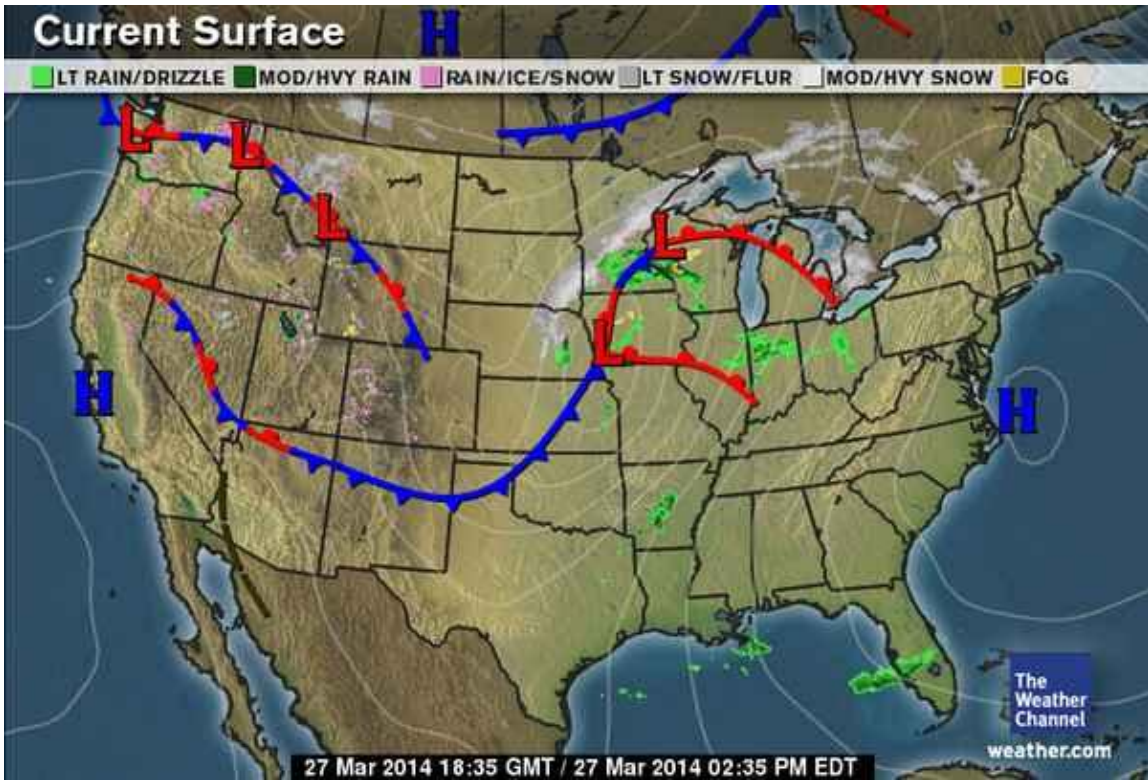 Current Surface
LT RAIN/DRIZZLE MOD/HVY RAIN RAIN/ICE/SNOW LT SNOW/FLUR MOD/HVY SNOW FOG
H
L
L
L
L
L
H
H
The
Weather
Channel
weather.com
27 Mar 2014 18:35 GMT / 27 Mar 2014 02:35 PM EDT